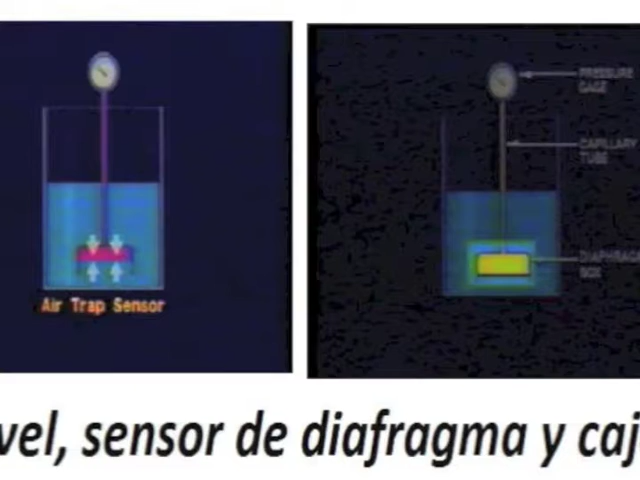 PRESSURE
GAGE
CAPILLARY
TUBE
DIAPHRAG
BOX
Air Trap Sensor
vel, sensor de diafragma y caj